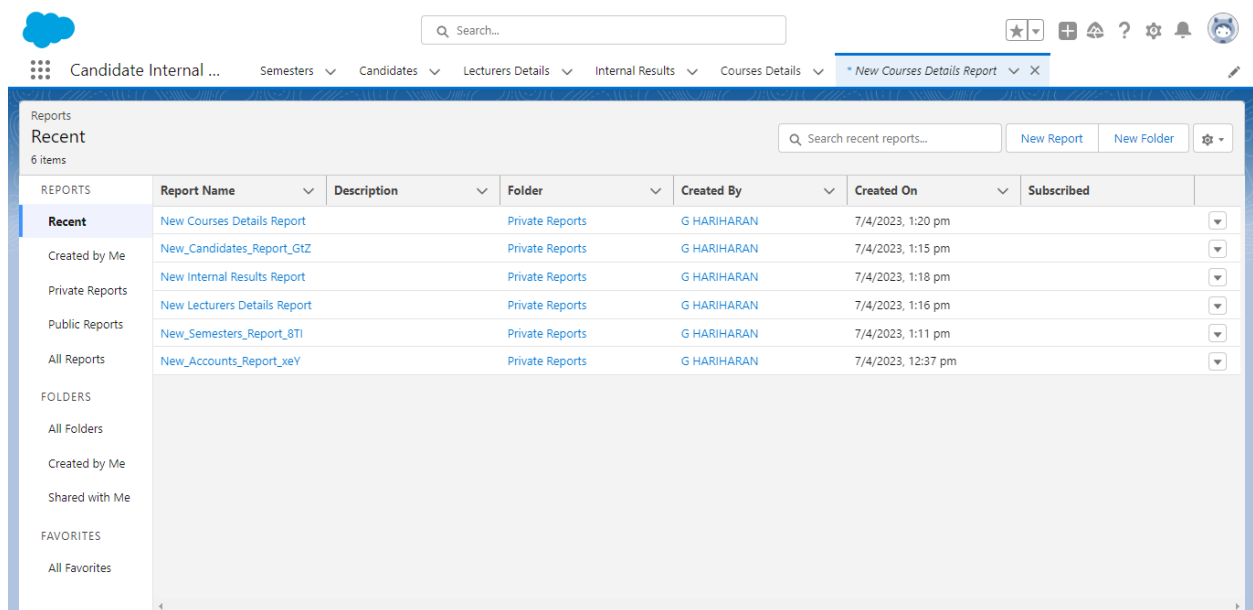 Search...
Candidate Internal ... Semesters Candidates Lecturers Details Internal Results Courses Details * New Courses Details Report
Reports
Recent
6 items
Search recent reports... New Report New Folder
REPORTS
Recent
Created by Me
Private Reports
Public Reports
All Reports
FOLDERS
All Folders
Created by Me
Shared with Me
FAVORITES
All Favorites
Report Name Description Folder Created By Created On Subscribed
New Courses Details Report Private Reports G HARIHARAN 7/4/2023, 1:20 pm
New_Candidates_Report_GtZ Private Reports G HARIHARAN 7/4/2023, 1:15 pm
New Internal Results Report Private Reports G HARIHARAN 7/4/2023, 1:18 pm
New Lecturers Details Report Private Reports G HARIHARAN 7/4/2023, 1:16 pm
New_Semesters_Report_8TI Private Reports G HARIHARAN 7/4/2023, 1:11 pm
New_Accounts_Report_xeY Private Reports G HARIHARAN 7/4/2023, 12:37 pm